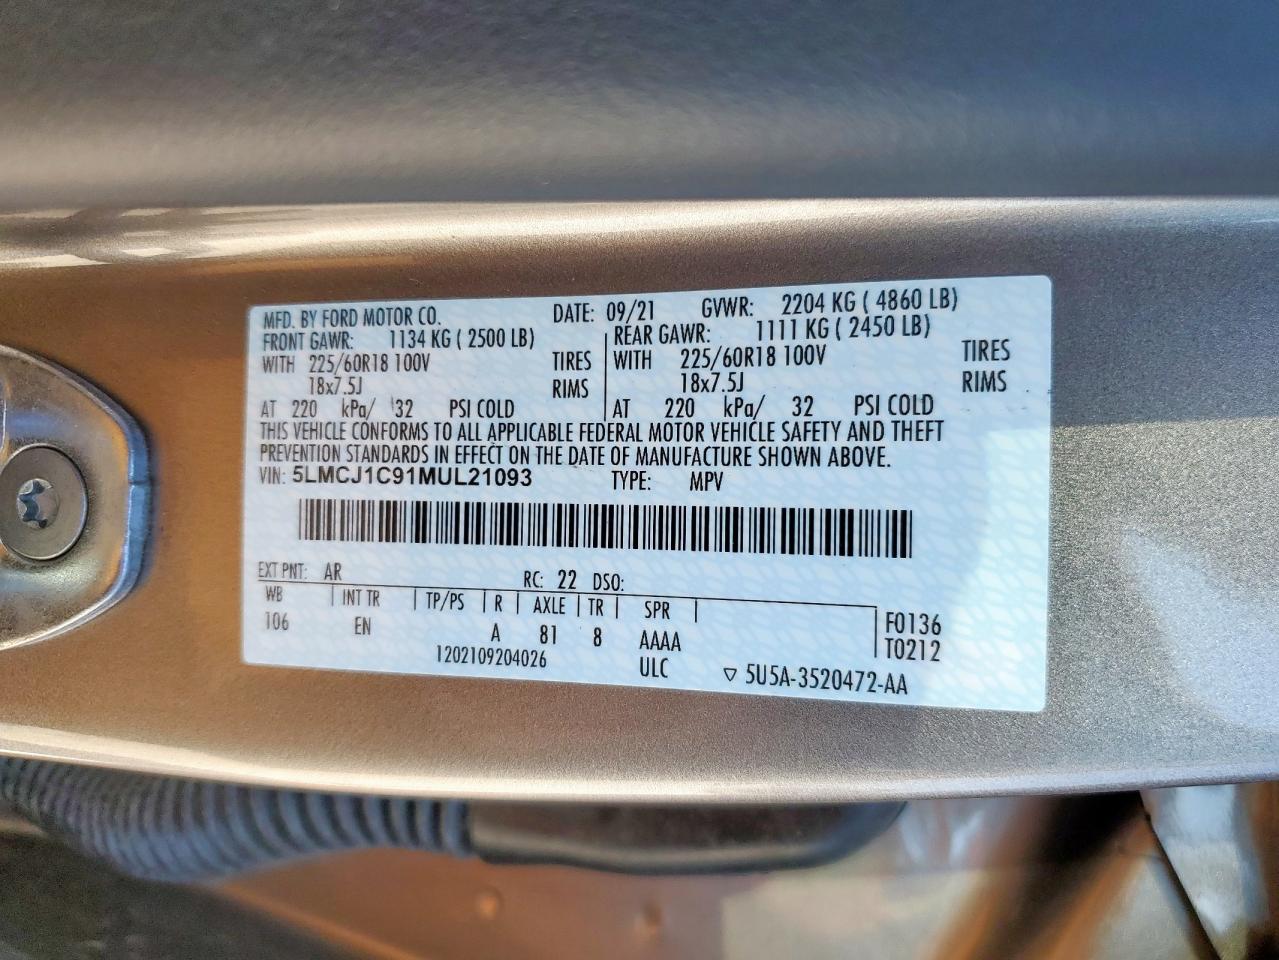 MFD. BY FORD MOTOR CO. DATE: 09/21 GVWR: 2204 KG ( 4860 LB)
FRONT GAWR: 1134 KG ( 2500 LB) REAR GAWR: 1111 KG ( 2450 LB)
WITH 225/60R18 100V TIRES WITH 225/60R18 100V TIRES
18x7.5J RIMS 18x7.5J RIMS
AT 220 kPa/ 32 PSI COLD AT 220 kPa/ 32 PSI COLD
THIS VEHICLE CONFORMS TO ALL APPLICABLE FEDERAL MOTOR VEHICLE SAFETY AND THEFT
PREVENTION STANDARDS IN EFFECT ON THE DATE OF MANUFACTURE SHOWN ABOVE.
VIN: 5LMCJ1C91MUL21093 TYPE: MPV
EXT PNT: AR RC: 22 DSO:
WB INT TR TP/PS R AXLE TR SPR F0136
106 EN A 81 8 AAAA T0212
1202109204026 ULC ▽ 5U5A-3520472-AA